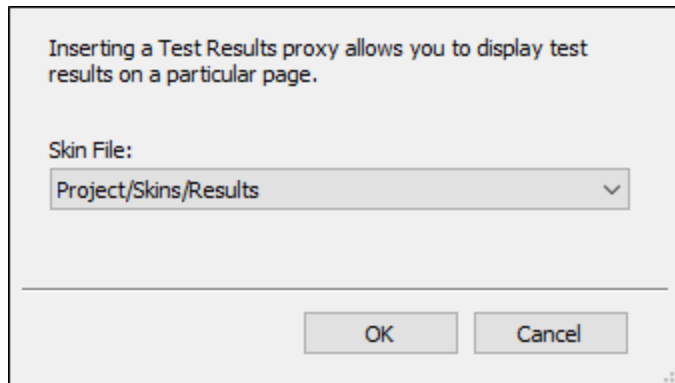 Inserting a Test Results proxy allows you to display test
results on a particular page.
Skin File:
Project/Skins/Results
OK
Cancel